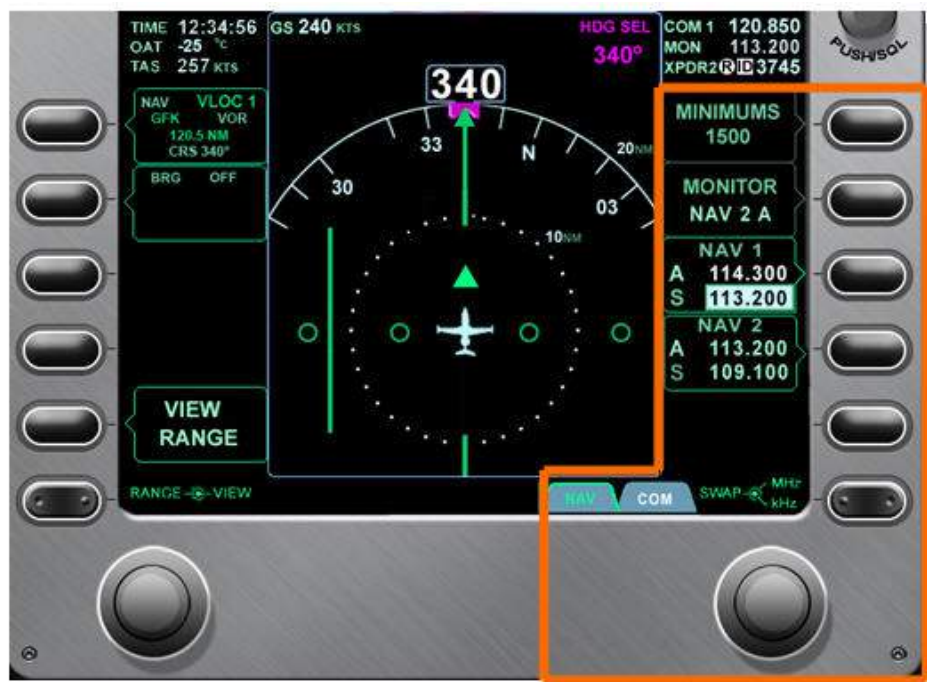 TIME 12:34:56
OAT -25 °C
TAS 257 KTS
GS 240 KTS
HDG SEL
340°
COM 1 120.850
MON 113.200
XPDR2 R ID 3745
PUSH/SQL
NAV VLOC 1
GFK VOR
120.5 NM
CRS 340°
BRG OFF
340
33
N
30
03
20NM
10NM
MINIMUMS
1500
MONITOR
NAV 2 A
NAV 1
A 114.300
S 113.200
NAV 2
A 113.200
S 109.100
VIEW
RANGE
RANGE VIEW
NAV
COM
SWAP
MHz
kHz